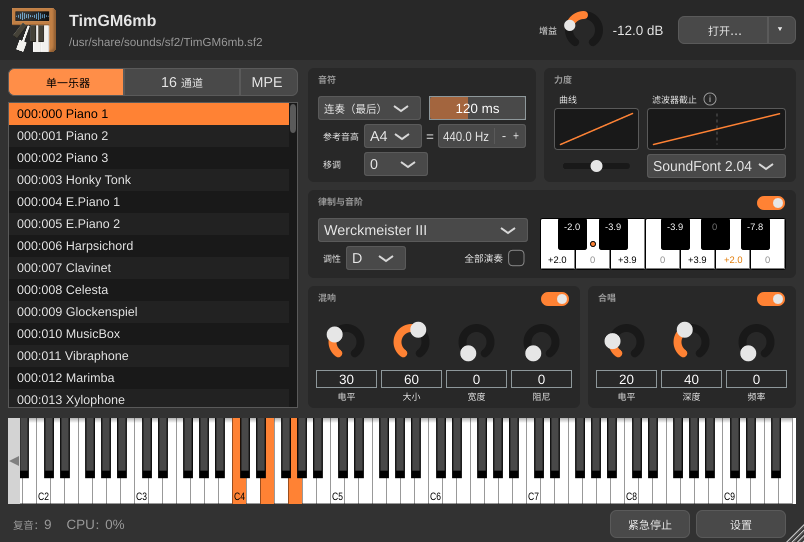 TimGM6mb
/usr/share/sounds/sf2/TimGM6mb.sf2
增益
-12.0 dB
打开…
单一乐器
16 通道
MPE
000:000 Piano 1
000:001 Piano 2
000:002 Piano 3
000:003 Honky Tonk
000:004 E.Piano 1
000:005 E.Piano 2
000:006 Harpsichord
000:007 Clavinet
000:008 Celesta
000:009 Glockenspiel
000:010 MusicBox
000:011 Vibraphone
000:012 Marimba
000:013 Xylophone
音符
连奏（最后）
120 ms
参考音高
A4
=
440.0 Hz
- +
移调
0
力度
曲线
滤波器截止
SoundFont 2.04
律制与音阶
Werckmeister III
调性
D
全部演奏
-2.0 -3.9 -3.9 0 -7.8
+2.0 0 +3.9 0 +3.9 +2.0 0
混响
30 60 0 0
电平 大小 宽度 阻尼
合唱
20 40 0
电平 深度 频率
C2 C3 C4 C5 C6 C7 C8 C9
复音：9
CPU：0%
紧急停止
设置